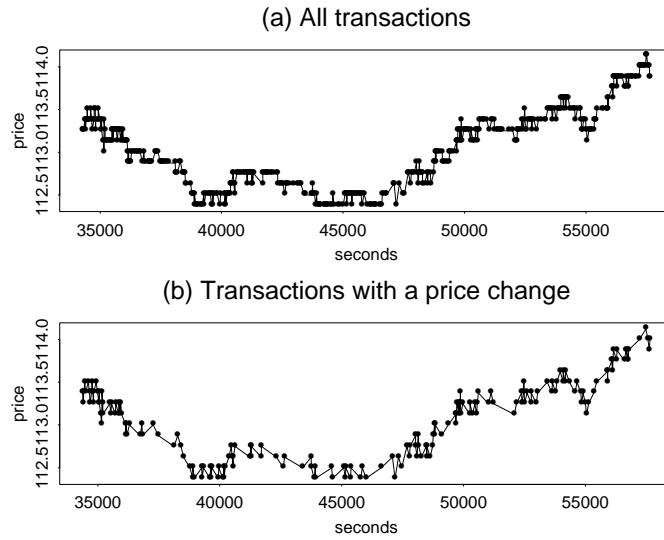 (a) All transactions
price
112.5113.0113.5114.0
35000 40000 45000 50000 55000
seconds
(b) Transactions with a price change
price
112.5113.0113.5114.0
35000 40000 45000 50000 55000
seconds